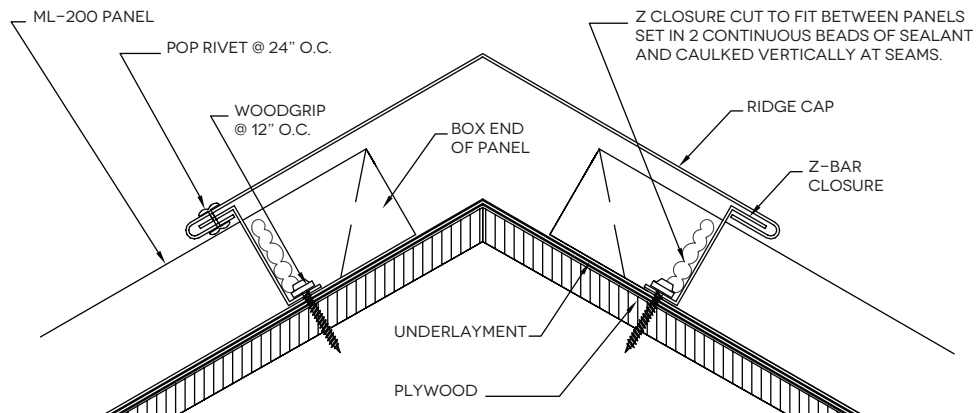 ML-200 PANEL
POP RIVET @ 24” O.C.
WOODGRIP
@ 12” O.C.
BOX END
OF PANEL
Z CLOSURE CUT TO FIT BETWEEN PANELS
SET IN 2 CONTINUOUS BEADS OF SEALANT
AND CAULKED VERTICALLY AT SEAMS.
RIDGE CAP
Z-BAR
CLOSURE
UNDERLAYMENT
PLYWOOD